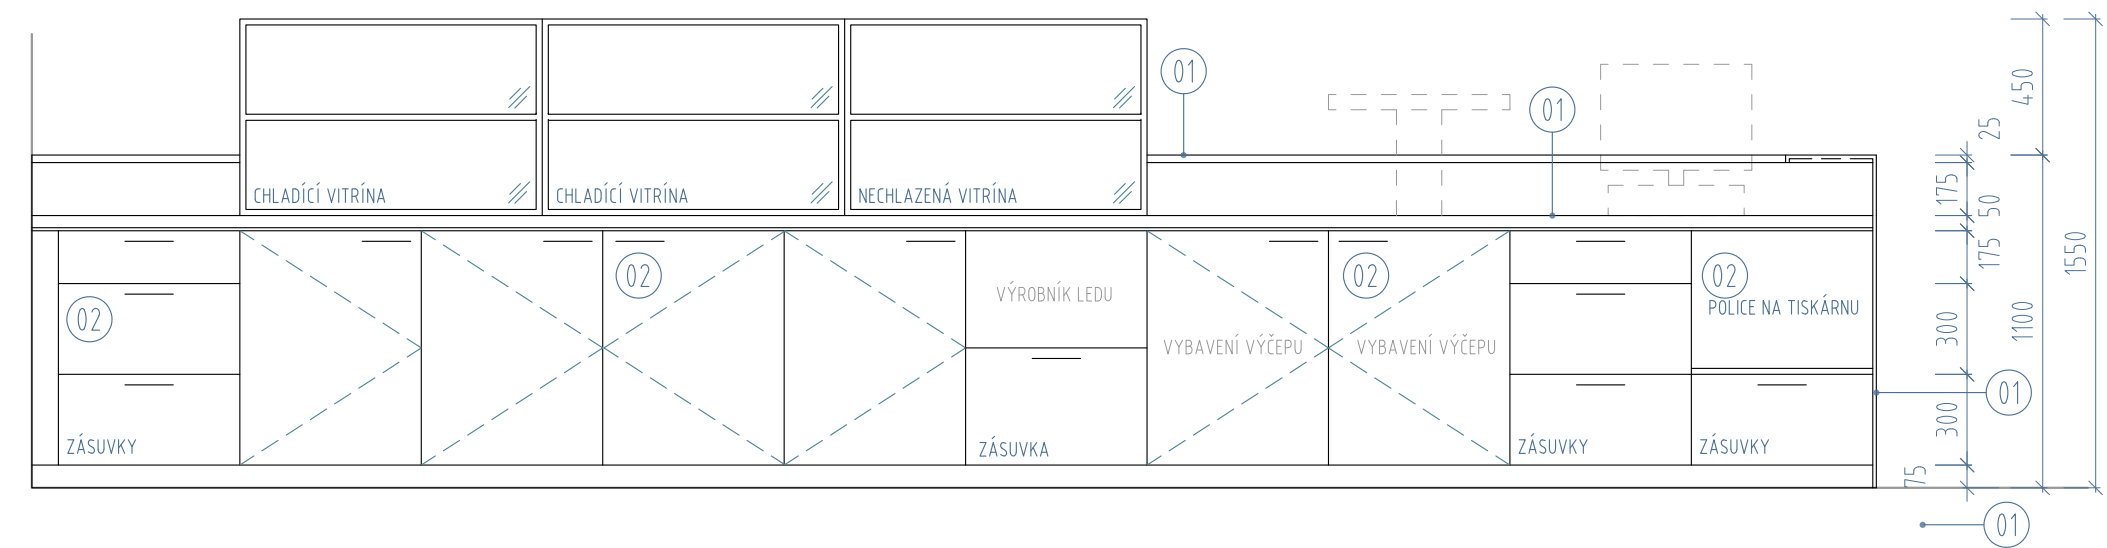 01
450
01
25
CHLADÍCÍ VITRÍNA
CHLADÍCÍ VITRÍNA
NECHLAZENÁ VITRÍNA
175
50
175
1550
02
02
02
VÝROBNÍK LEDU
POLICE NA TISKÁRNU
02
300
1100
VYBAVENÍ VÝČEPU
VYBAVENÍ VÝČEPU
01
300
ZÁSUVKY
ZÁSUVKA
ZÁSUVKY
ZÁSUVKY
75
01